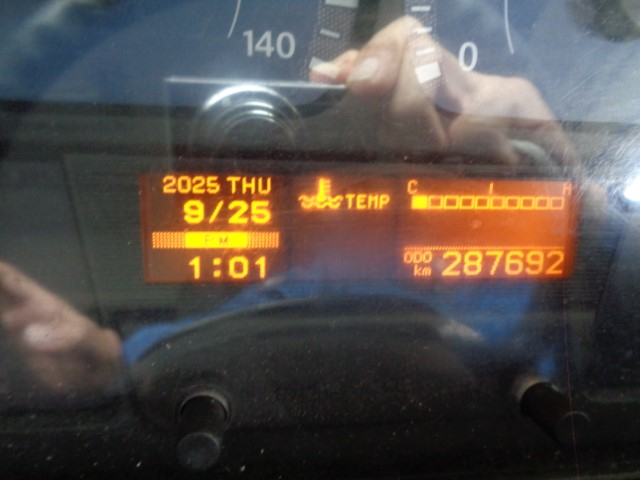 140
0
2025 THU
9/25
PM
1:01
TEMP
C H
ODO km 287692